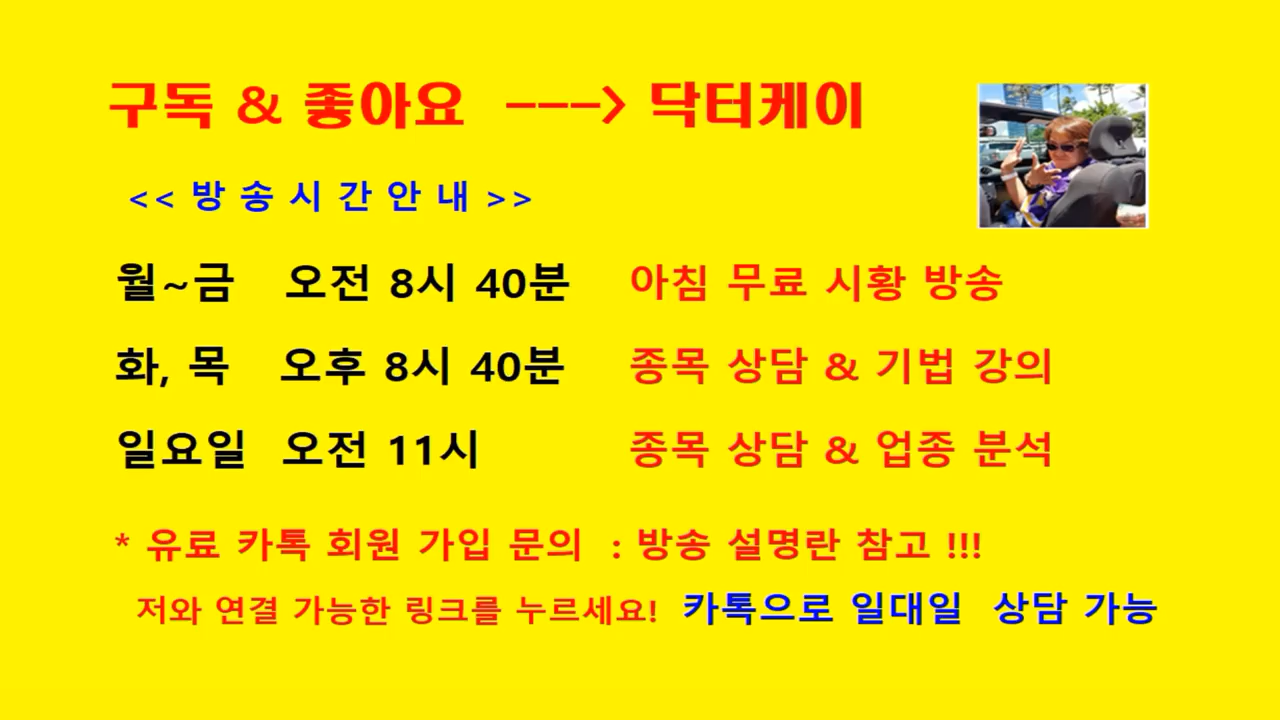 구독 & 좋아요 ---> 닥터케이
<< 방 송 시 간 안 내 >>
월~금 오전 8시 40분 아침 무료 시황 방송
화, 목 오후 8시 40분 종목 상담 & 기법 강의
일요일 오전 11시 종목 상담 & 업종 분석
* 유료 카톡 회원 가입 문의 : 방송 설명란 참고 !!!
저와 연결 가능한 링크를 누르세요! 카톡으로 일대일 상담 가능